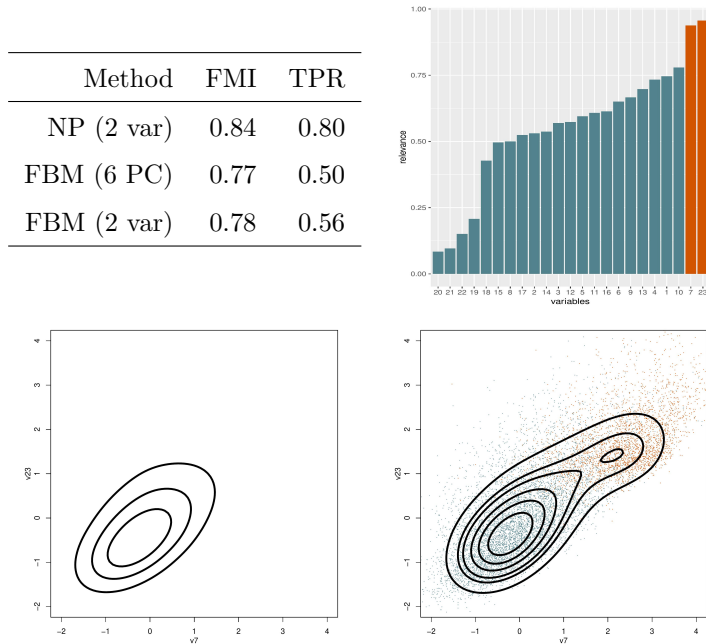 Method FMI TPR
NP (2 var) 0.84 0.80
FBM (6 PC) 0.77 0.50
FBM (2 var) 0.78 0.56
1.00
0.75
0.50
0.25
0.00
relevance
20 21 22 19 18 15 8 17 2 14 3 12 5 11 16 6 9 13 4 1 10 7 23
variables
4
3
2
1
0
−1
−2
v23
−2 −1 0 1 2 3 4
v7
4
3
2
1
0
−1
−2
v23
−2 −1 0 1 2 3 4
v7